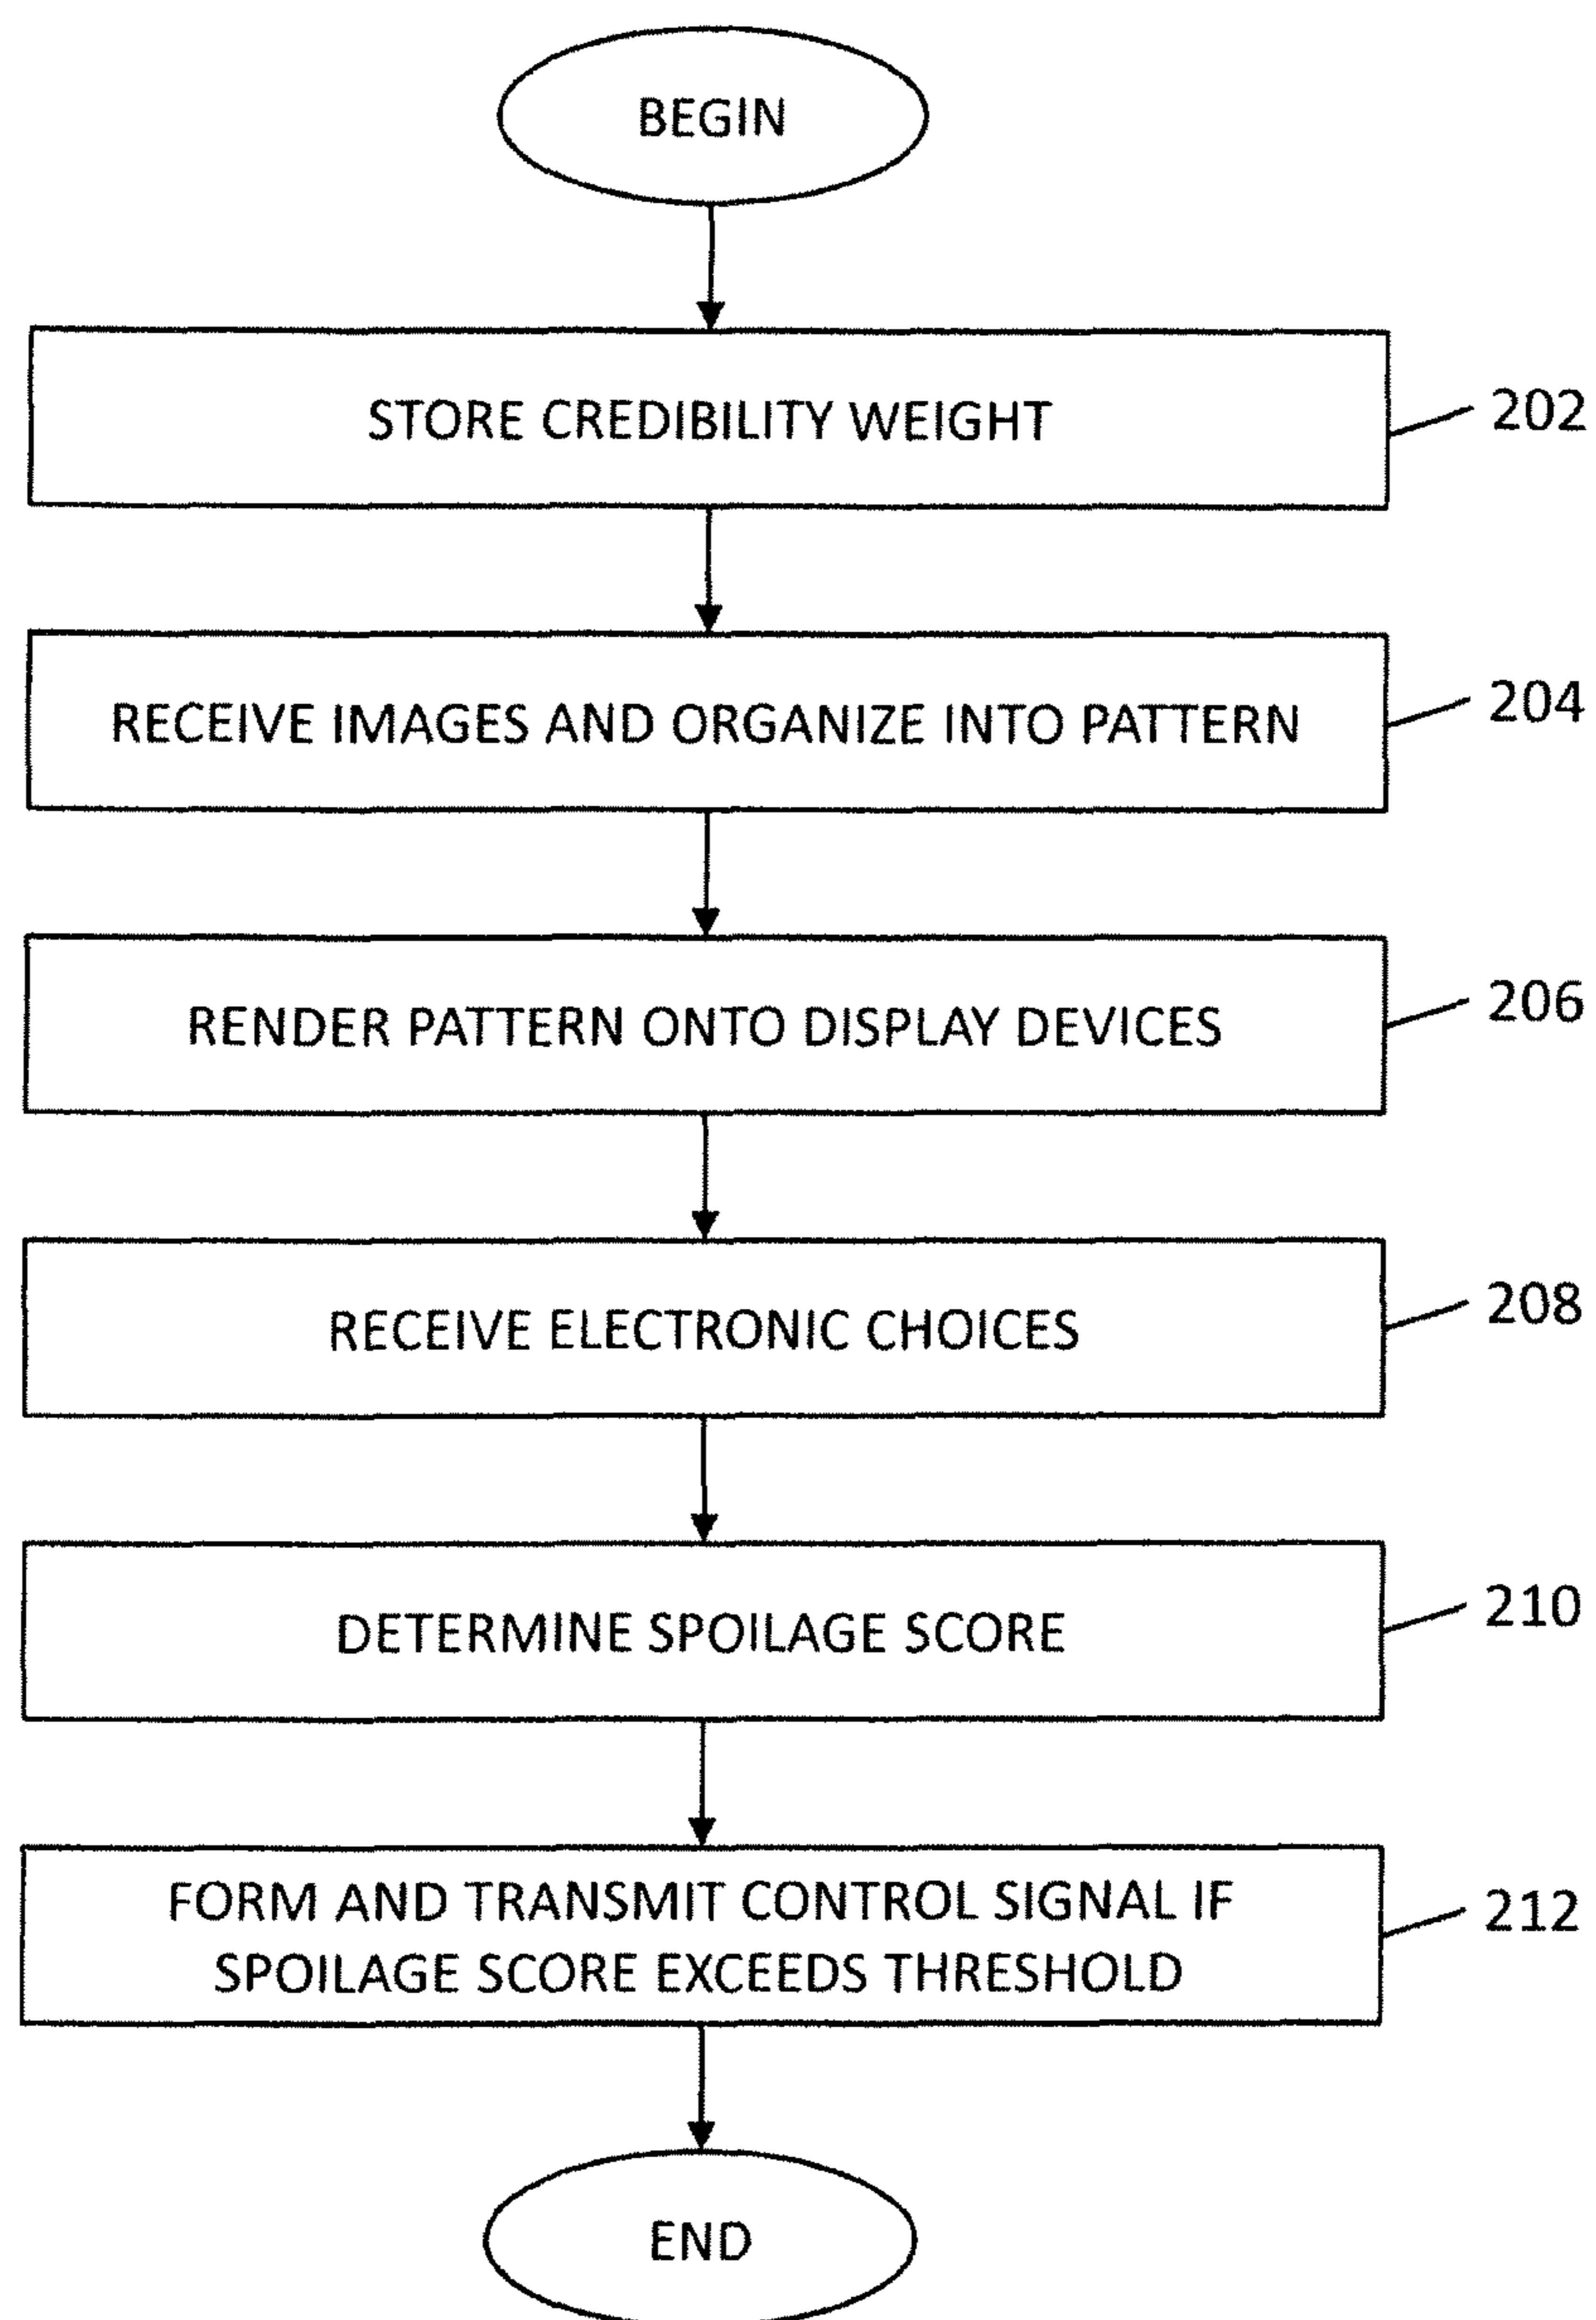 BEGIN
STORE CREDIBILITY WEIGHT
202
RECEIVE IMAGES AND ORGANIZE INTO PATTERN
204
RENDER PATTERN ONTO DISPLAY DEVICES
206
RECEIVE ELECTRONIC CHOICES
208
DETERMINE SPOILAGE SCORE
210
FORM AND TRANSMIT CONTROL SIGNAL IF
SPOILAGE SCORE EXCEEDS THRESHOLD
212
END